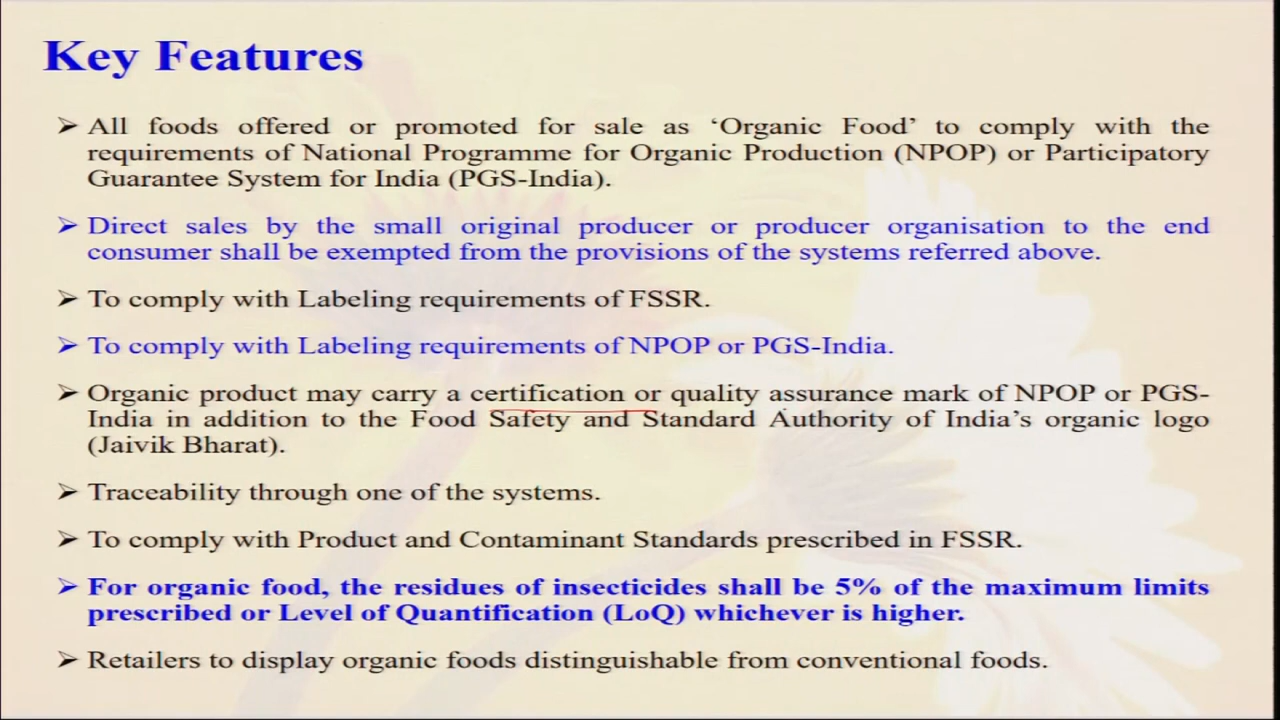 Key Features
➢ All foods offered or promoted for sale as ‘Organic Food’ to comply with the
requirements of National Programme for Organic Production (NPOP) or Participatory
Guarantee System for India (PGS-India).
➢ Direct sales by the small original producer or producer organisation to the end
consumer shall be exempted from the provisions of the systems referred above.
➢ To comply with Labeling requirements of FSSR.
➢ To comply with Labeling requirements of NPOP or PGS-India.
➢ Organic product may carry a certification or quality assurance mark of NPOP or PGS-
India in addition to the Food Safety and Standard Authority of India’s organic logo
(Jaivik Bharat).
➢ Traceability through one of the systems.
➢ To comply with Product and Contaminant Standards prescribed in FSSR.
➢ For organic food, the residues of insecticides shall be 5% of the maximum limits
prescribed or Level of Quantification (LoQ) whichever is higher.
➢ Retailers to display organic foods distinguishable from conventional foods.